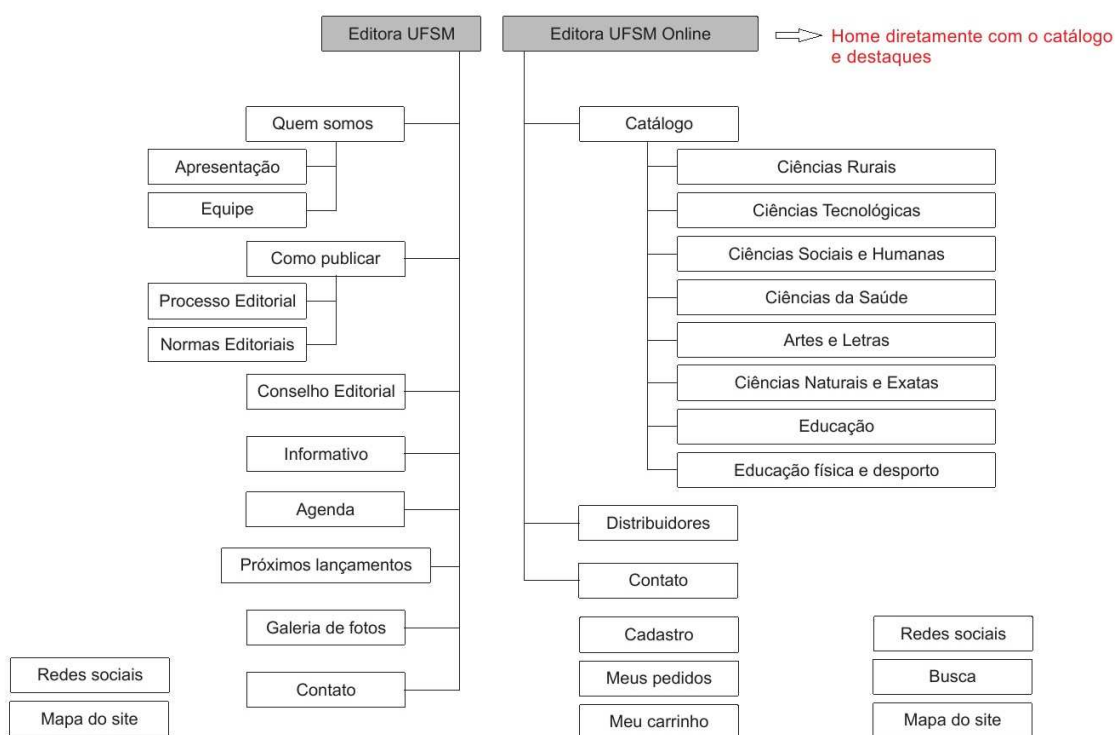 Editora UFSM
Editora UFSM Online
Home diretamente com o catálogo
e destaques
Quem somos
Apresentação
Equipe
Como publicar
Processo Editorial
Normas Editoriais
Conselho Editorial
Informativo
Agenda
Próximos lançamentos
Galeria de fotos
Contato
Redes sociais
Mapa do site
Catálogo
Ciências Rurais
Ciências Tecnológicas
Ciências Sociais e Humanas
Ciências da Saúde
Artes e Letras
Ciências Naturais e Exatas
Educação
Educação física e desporto
Distribuidores
Contato
Cadastro
Meus pedidos
Meu carrinho
Redes sociais
Busca
Mapa do site